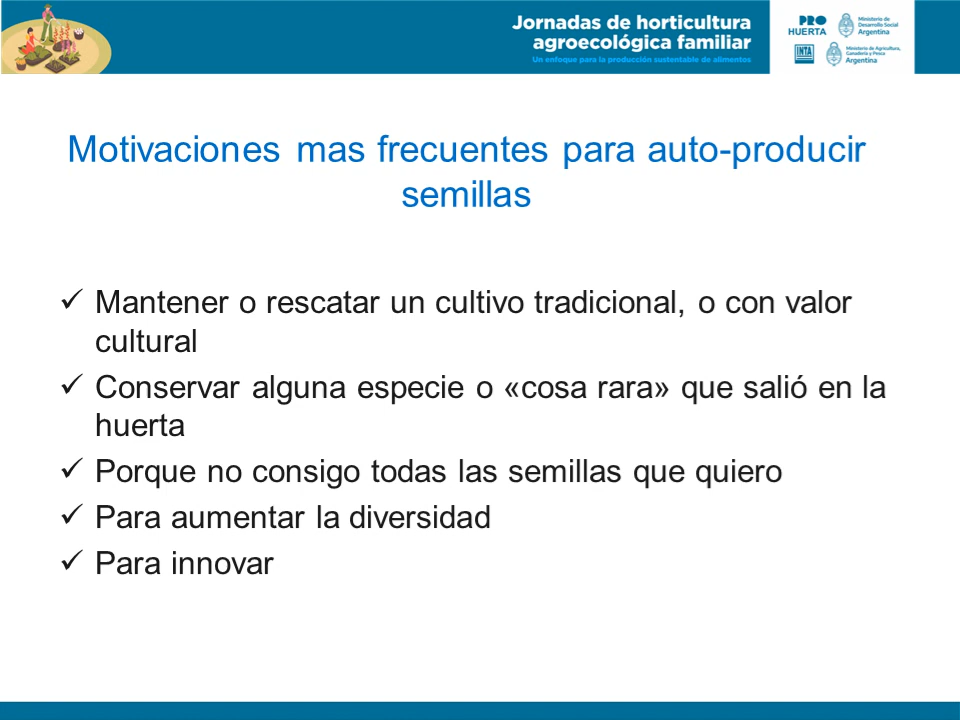 Jornadas de horticultura
agroecológica familiar
Un enfoque para la producción sustentable de alimentos
PRO
HUERTA
INTA
Ministerio de
Desarrollo Social
Argentina
Ministerio de Agricultura,
Ganadería y Pesca
Argentina
Motivaciones mas frecuentes para auto-producir
semillas
✓ Mantener o rescatar un cultivo tradicional, o con valor
cultural
✓ Conservar alguna especie o «cosa rara» que salió en la
huerta
✓ Porque no consigo todas las semillas que quiero
✓ Para aumentar la diversidad
✓ Para innovar